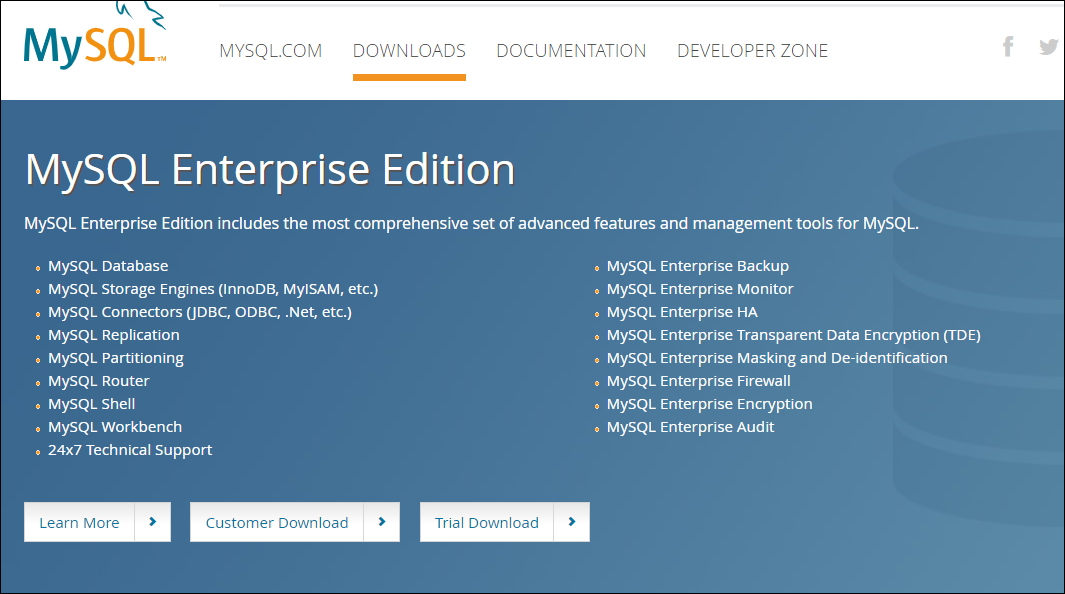 MySQL™
MYSQL.COM DOWNLOADS DOCUMENTATION DEVELOPER ZONE
MySQL Enterprise Edition
MySQL Enterprise Edition includes the most comprehensive set of advanced features and management tools for MySQL.
MySQL Database
MySQL Storage Engines (InnoDB, MyISAM, etc.)
MySQL Connectors (JDBC, ODBC, .Net, etc.)
MySQL Replication
MySQL Partitioning
MySQL Router
MySQL Shell
MySQL Workbench
24x7 Technical Support
MySQL Enterprise Backup
MySQL Enterprise Monitor
MySQL Enterprise HA
MySQL Enterprise Transparent Data Encryption (TDE)
MySQL Enterprise Masking and De-identification
MySQL Enterprise Firewall
MySQL Enterprise Encryption
MySQL Enterprise Audit
Learn More Customer Download Trial Download